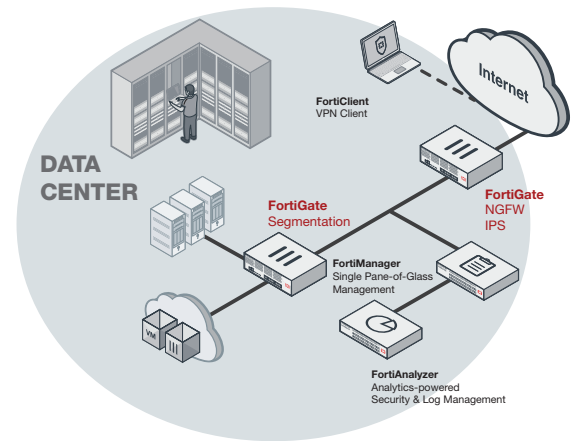 FortiClient
VPN Client
Internet
DATA
CENTER
FortiGate
NGFW
IPS
FortiGate
Segmentation
FortiManager
Single Pane-of-Glass
Management
VM
FortiAnalyzer
Analytics-powered
Security & Log Management